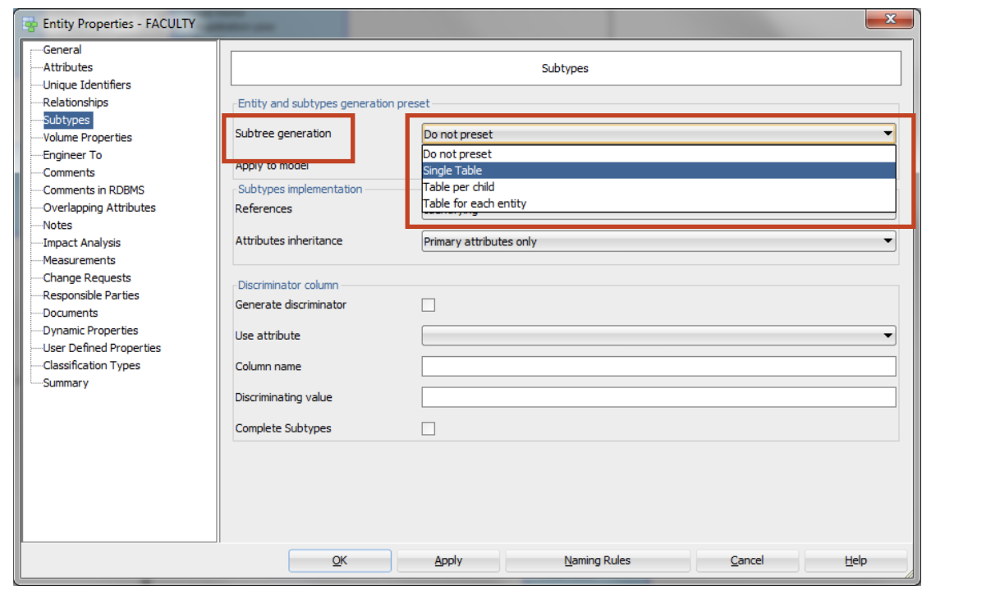 Entity Properties - FACULTY
General
Attributes
Unique Identifiers
Relationships
Subtypes
Volume Properties
Engineer To
Comments
Comments in RDBMS
Overlapping Attributes
Notes
Impact Analysis
Measurements
Change Requests
Responsible Parties
Documents
Dynamic Properties
User Defined Properties
Classification Types
Summary
Subtypes
Entity and subtypes generation preset
Subtree generation
Do not preset
Do not preset
Single Table
Table per child
Table for each entity
Apply to model
Subtypes implementation
References
Attributes inheritance
Primary attributes only
Discriminator column
Generate discriminator
Use attribute
Column name
Discriminating value
Complete Subtypes
OK
Apply
Naming Rules
Cancel
Help